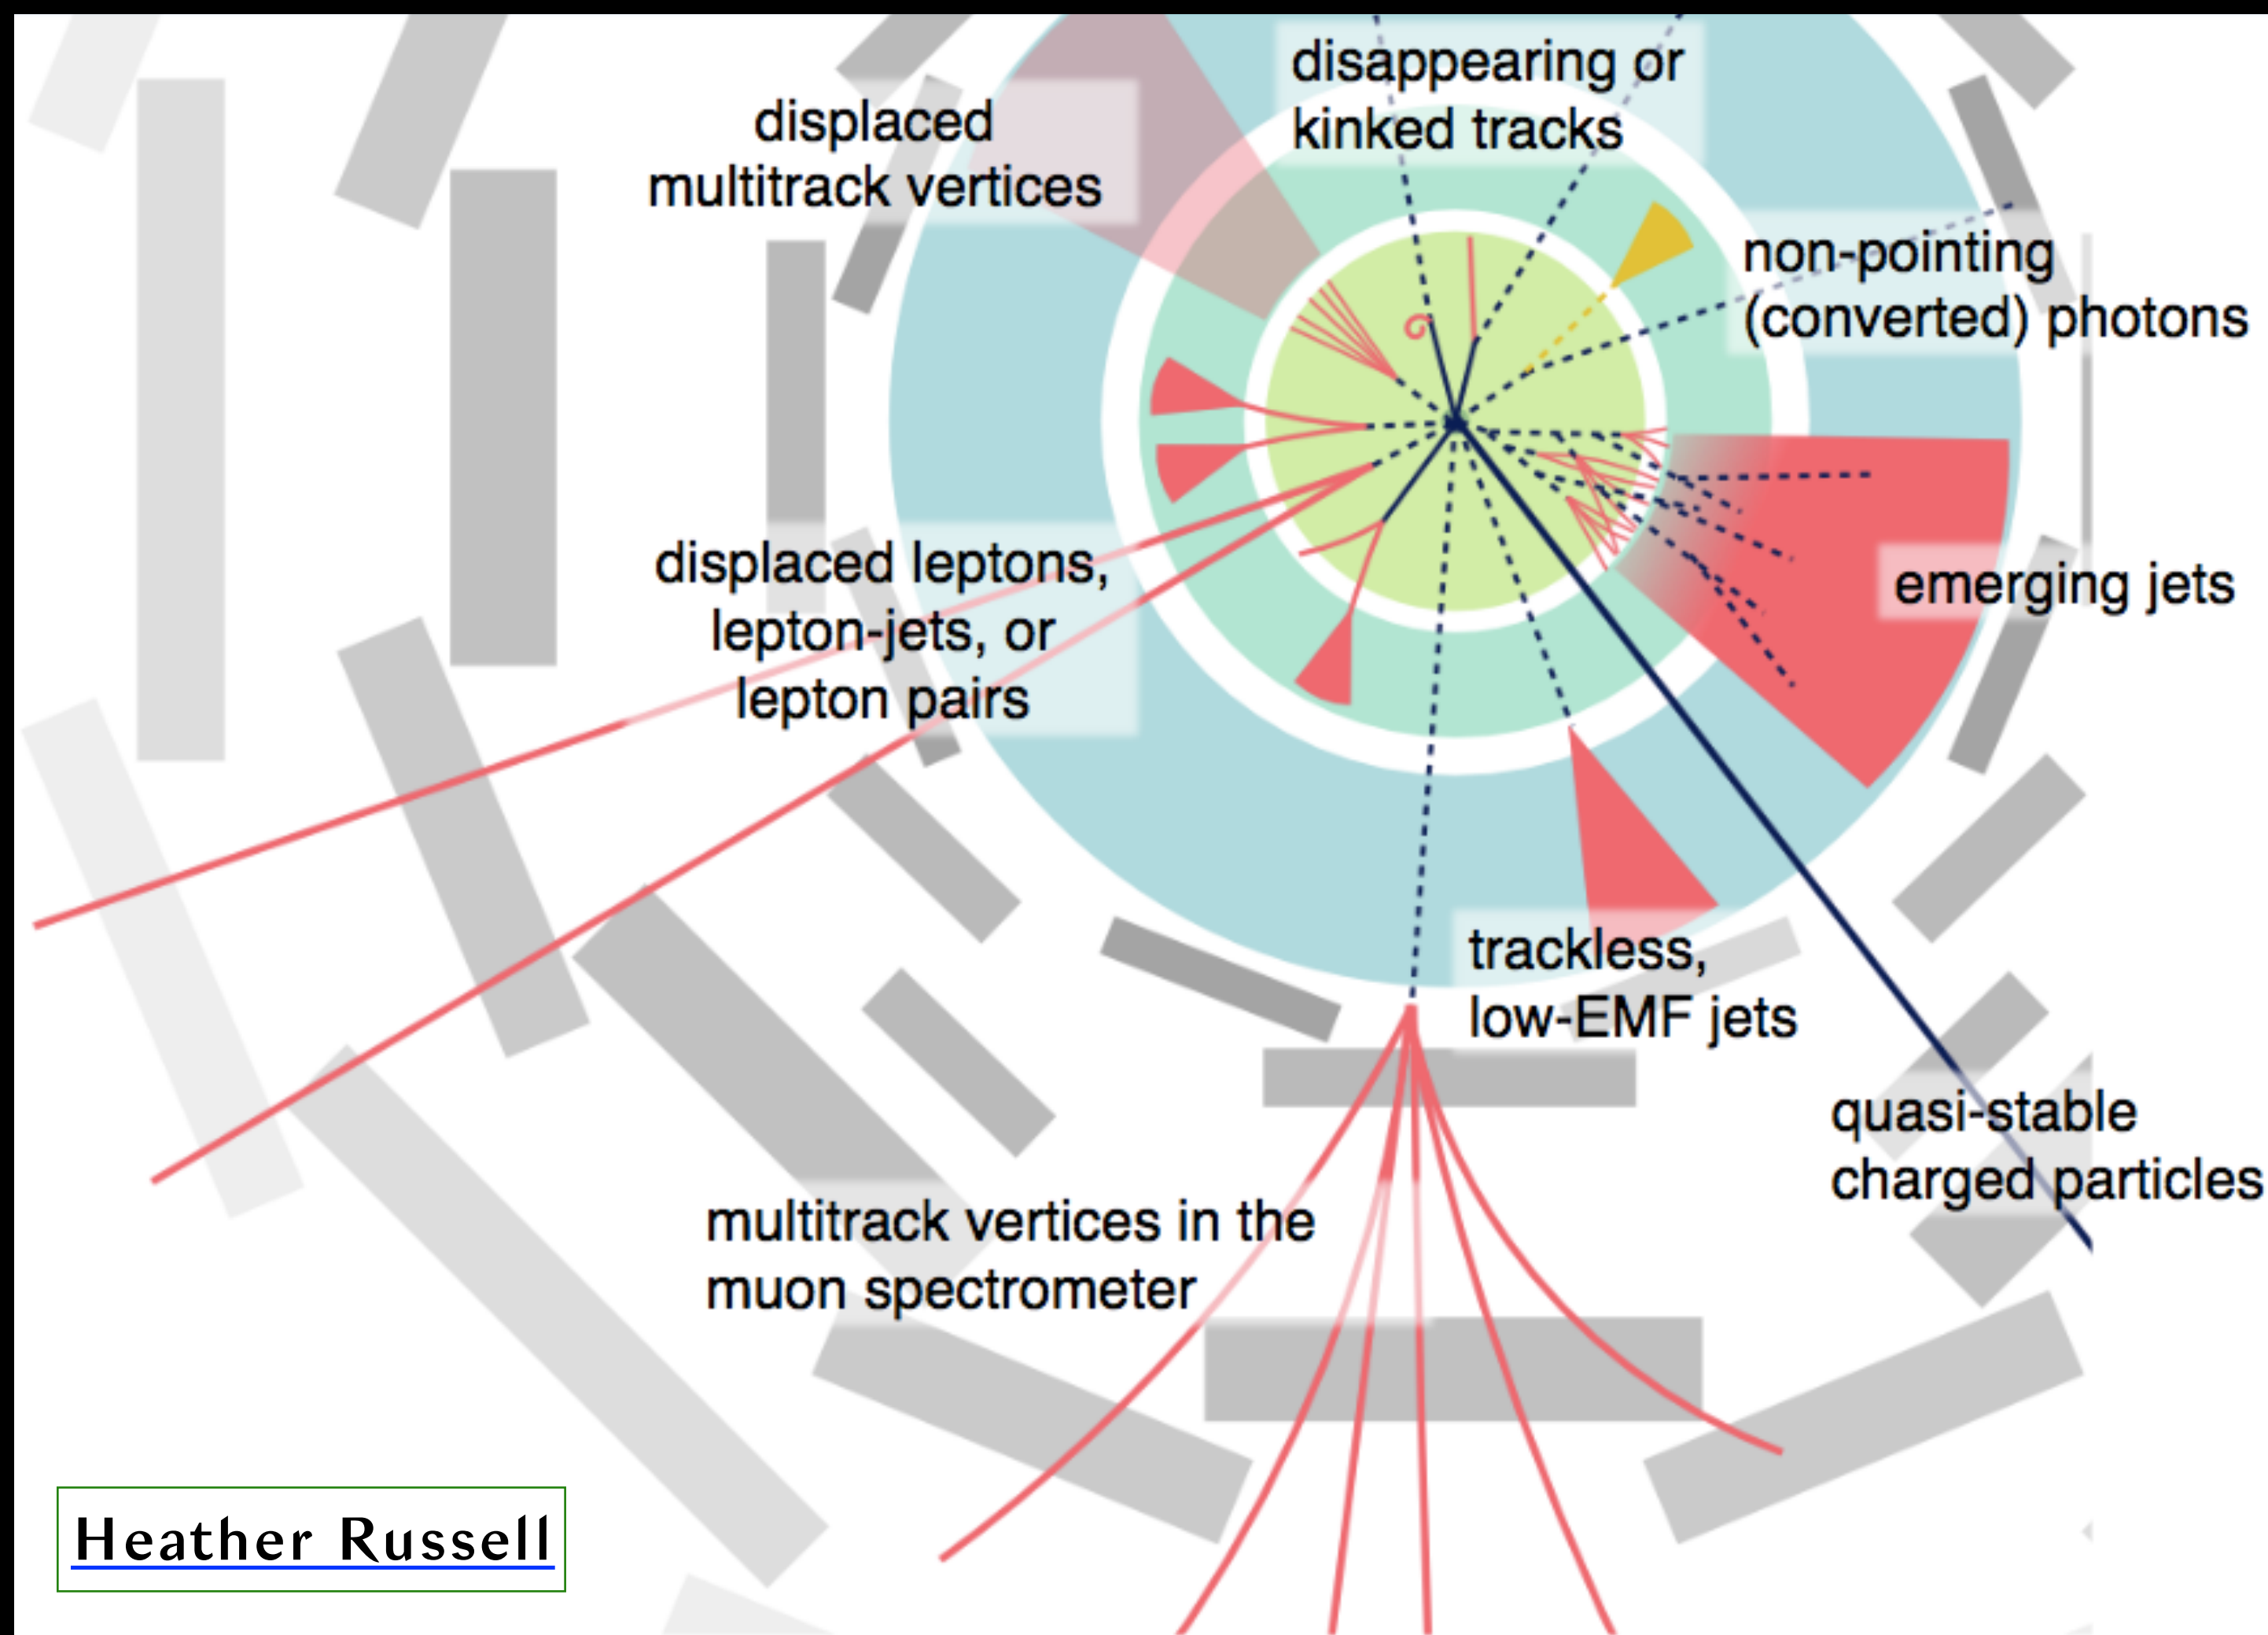 disappearing or
kinked tracks
displaced
multitrack vertices
non-pointing
(converted) photons
displaced leptons,
lepton-jets, or
lepton pairs
emerging jets
trackless,
low-EMF jets
quasi-stable
charged particles
multitrack vertices in the
muon spectrometer
Heather Russell